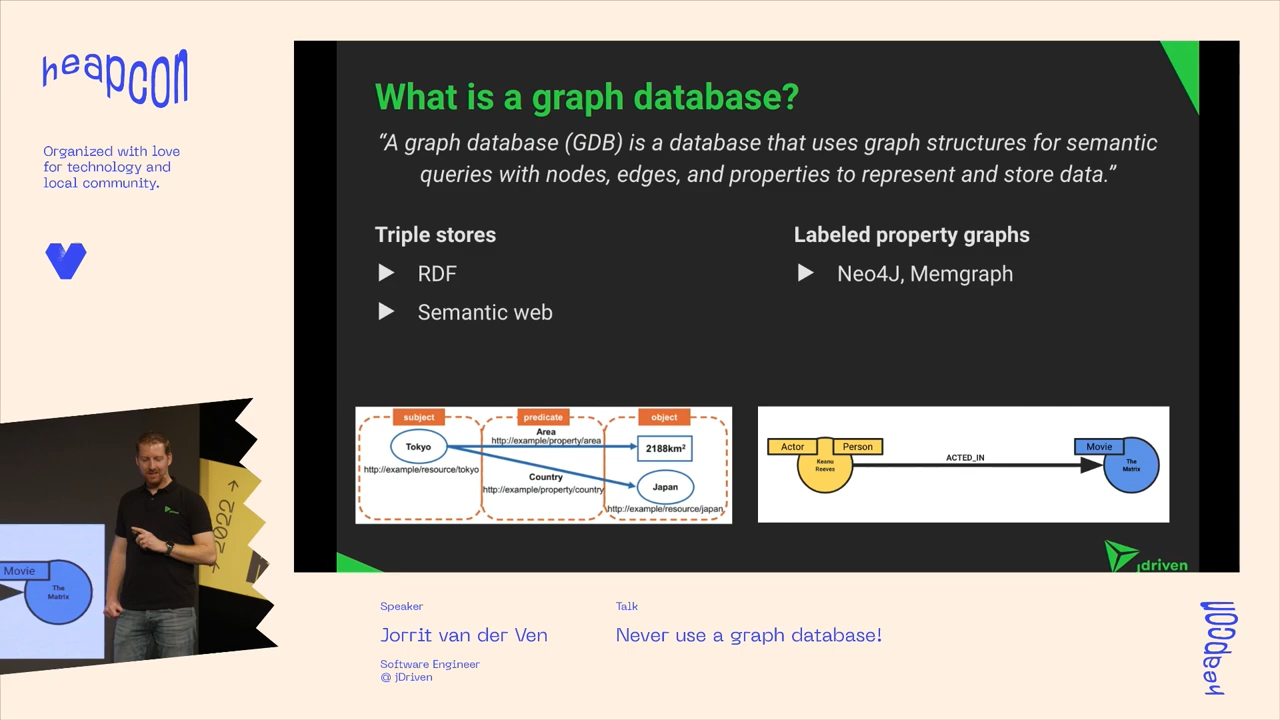 heapcon
Organized with love
for technology and
local community.
What is a graph database?
“A graph database (GDB) is a database that uses graph structures for semantic
queries with nodes, edges, and properties to represent and store data.”
Triple stores
▶ RDF
▶ Semantic web
Labeled property graphs
▶ Neo4J, Memgraph
subject predicate object
Tokyo
http://example/resource/tokyo
Area
http://example/property/area
2188km²
Country
http://example/property/country
Japan
http://example/resource/japan
Actor Person
Keanu
Reeves
ACTED_IN
Movie
The
Matrix
jdriven
Movie
The
Matrix
2022 →
jdriven
Speaker
Jorrit van der Ven
Software Engineer
@ jDriven
Talk
Never use a graph database!
heapcon